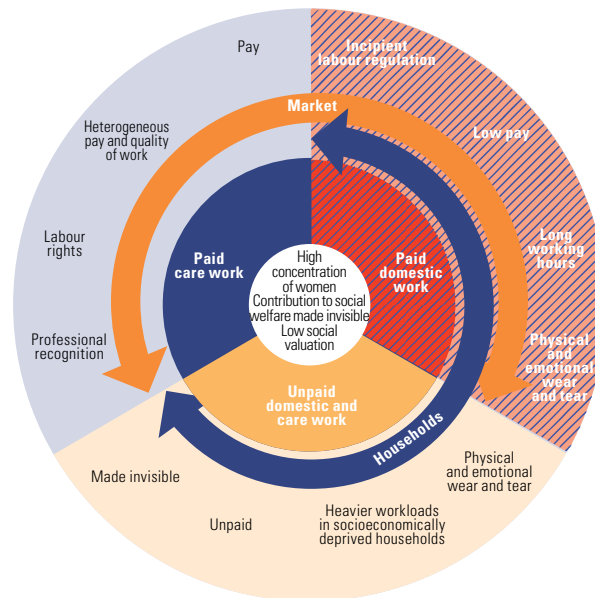 Pay
Incipient
labour regulation
Market
Low pay
Heterogeneous
pay and quality
of work
Labour
rights
Long
working
hours
Paid
care work
High
concentration
of women
Contribution to social
welfare made invisible
Low social
valuation
Paid
domestic
work
Professional
recognition
Physical
and
emotional
wear
and tear
Unpaid
domestic and
care work
Households
Made invisible
Physical
and emotional
wear and tear
Unpaid
Heavier workloads
in socioeconomically
deprived households